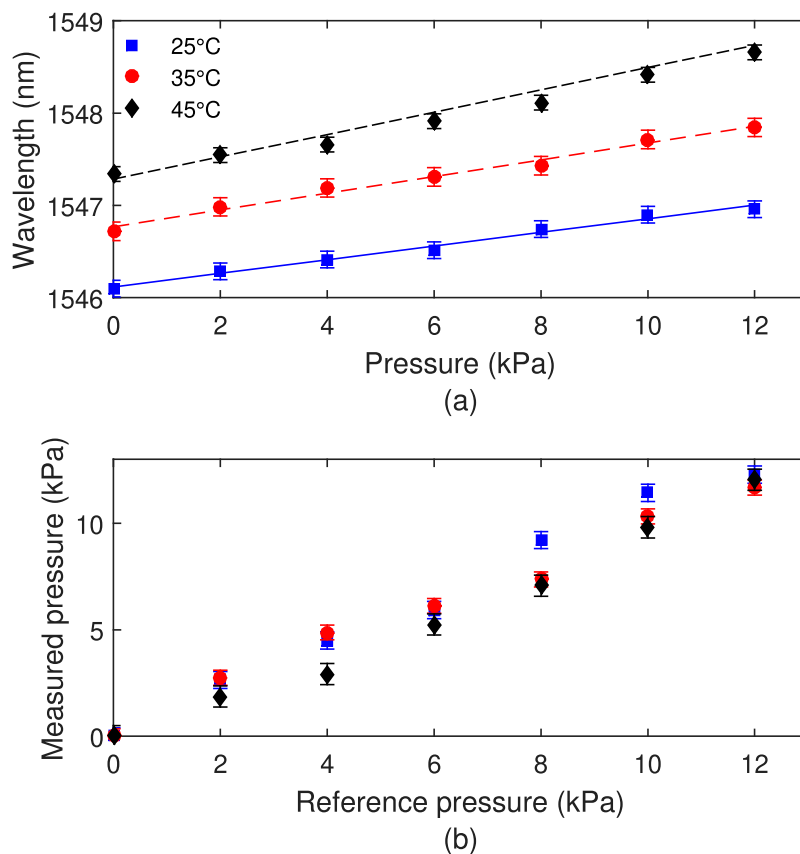 1549
1548
1547
1546
Wavelength (nm)
25°C
35°C
45°C
0 2 4 6 8 10 12
Pressure (kPa)
(a)
10
5
0
Measured pressure (kPa)
0 2 4 6 8 10 12
Reference pressure (kPa)
(b)